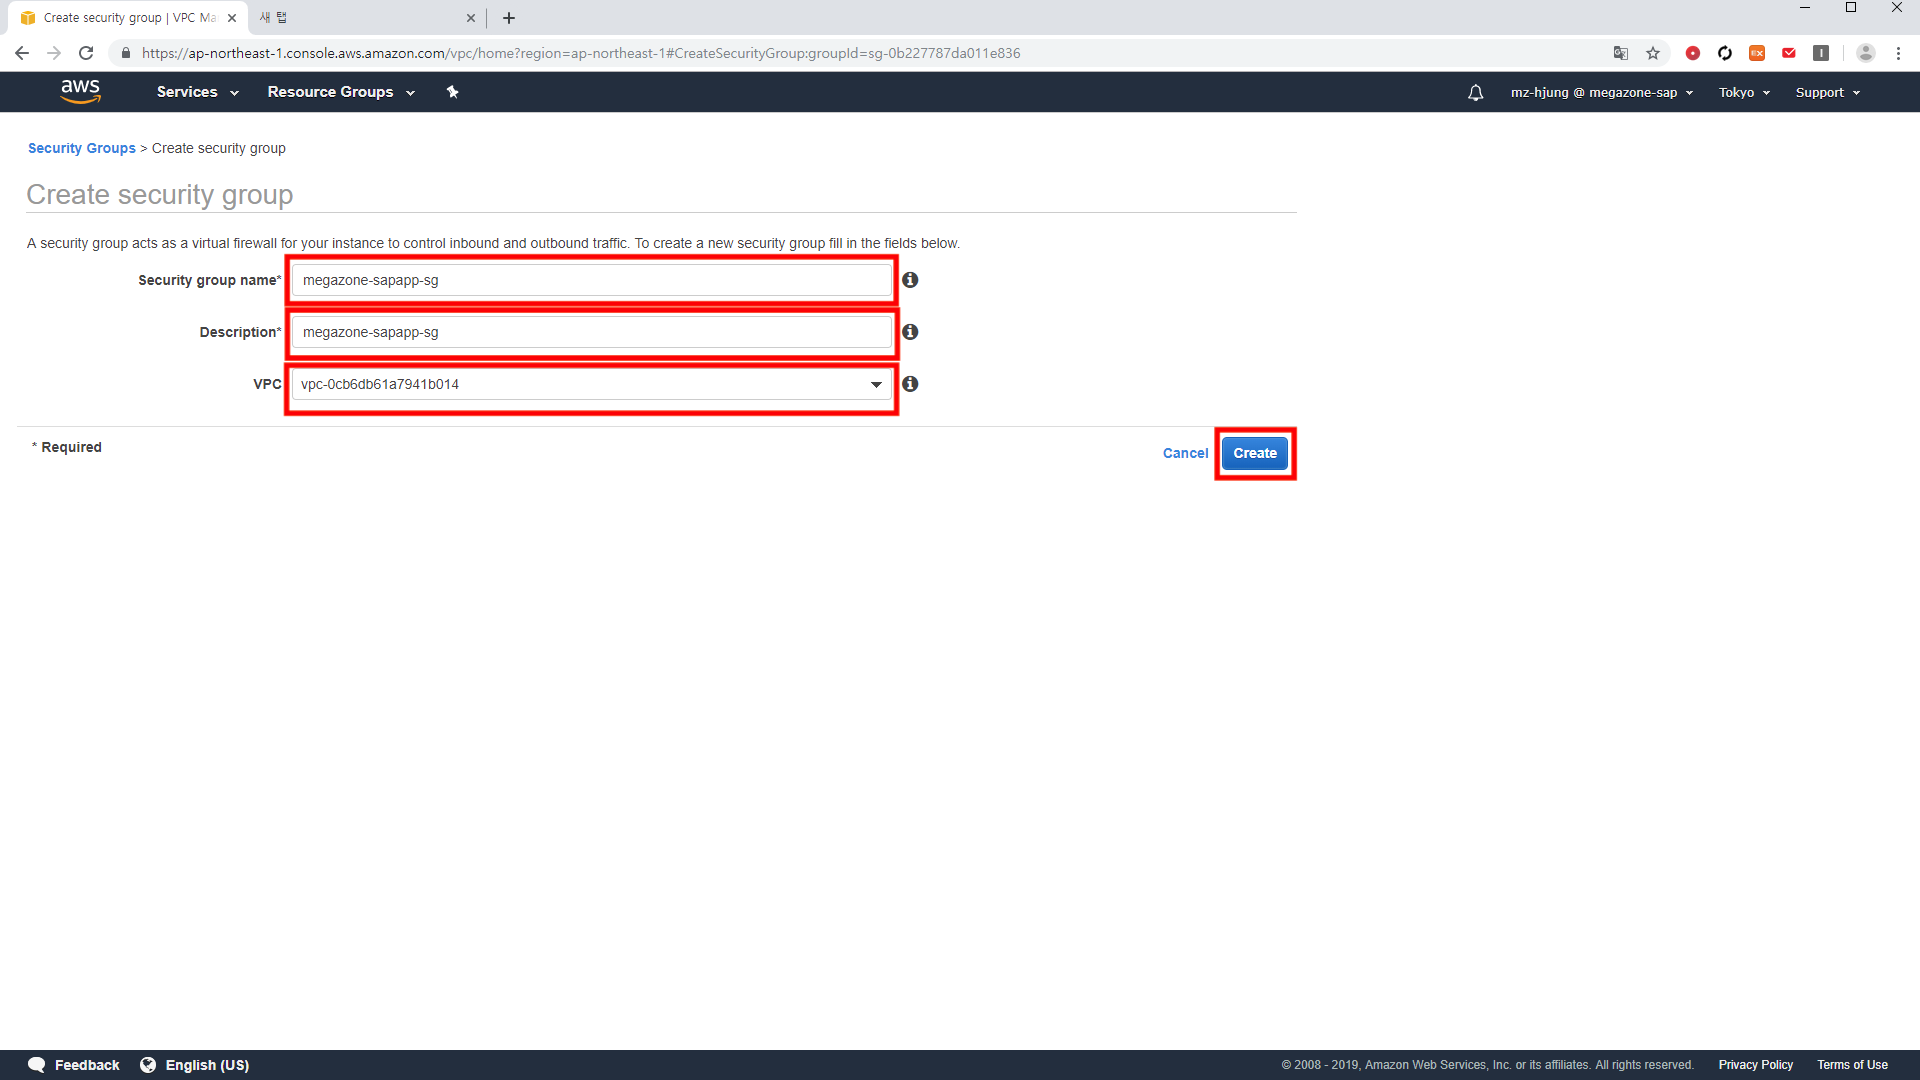 Create security group | VPC Ma
새 탭
https://ap-northeast-1.console.aws.amazon.com/vpc/home?region=ap-northeast-1#CreateSecurityGroup:groupId=sg-0b227787da011e836
aws
Services
Resource Groups
mz-hjung @ megazone-sap
Tokyo
Support
Security Groups > Create security group
Create security group
A security group acts as a virtual firewall for your instance to control inbound and outbound traffic. To create a new security group fill in the fields below.
Security group name* megazone-sapapp-sg
Description* megazone-sapapp-sg
VPC vpc-0cb6db61a7941b014
* Required
Cancel
Create
Feedback
English (US)
© 2008 - 2019, Amazon Web Services, Inc. or its affiliates. All rights reserved.
Privacy Policy
Terms of Use